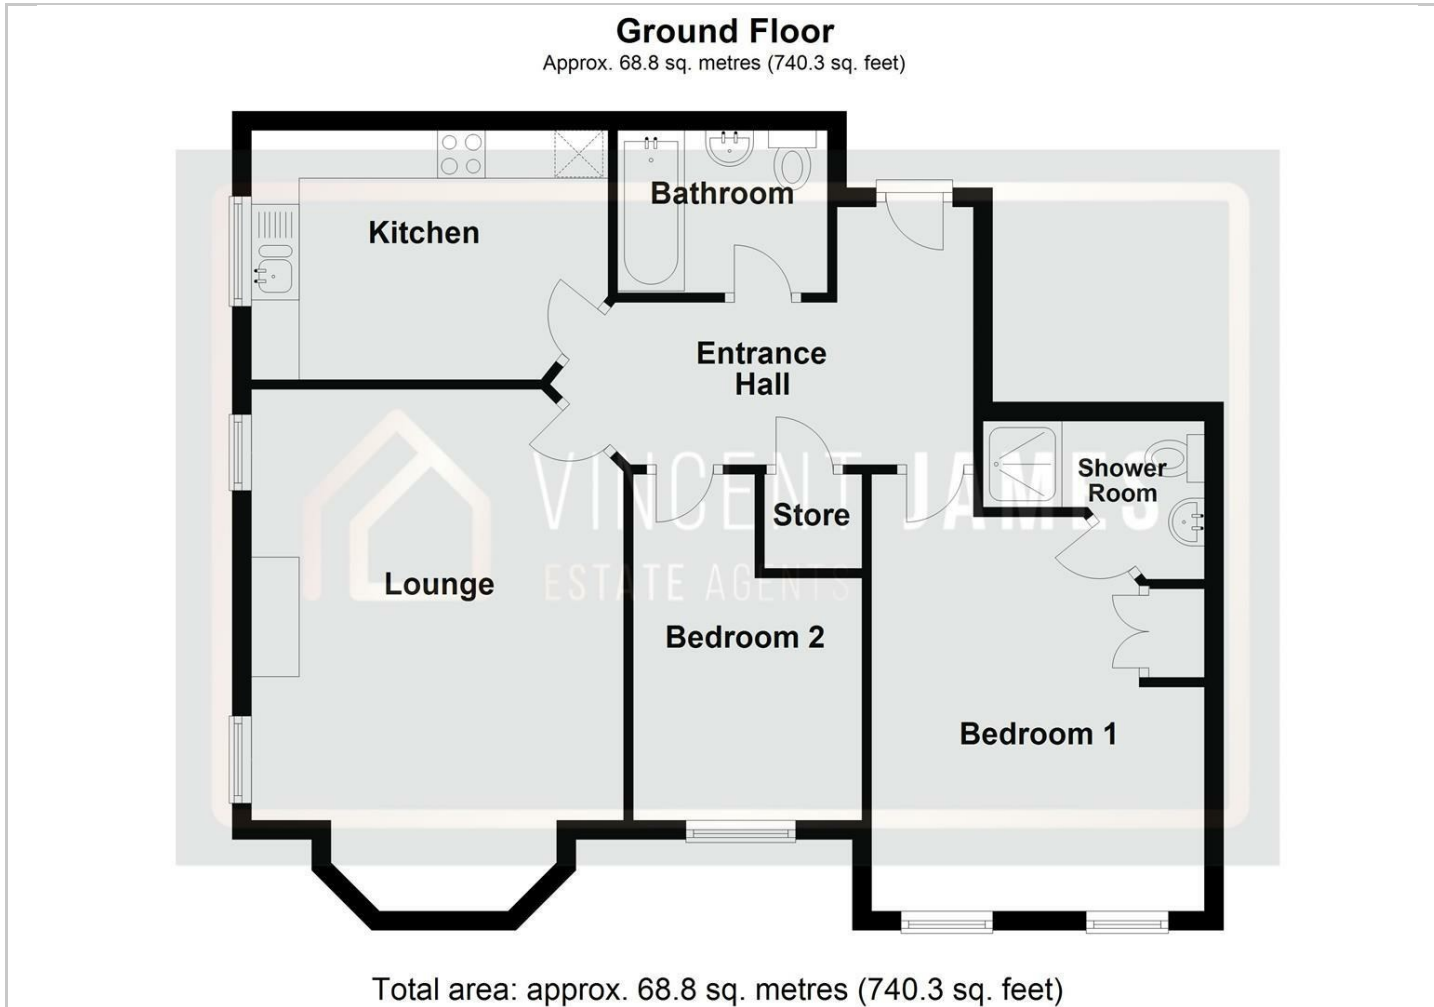 Ground Floor
Approx. 68.8 sq. metres (740.3 sq. feet)
Bathroom
Kitchen
Entrance
Hall
Shower
Room
Store
VINCENT JAMES
ESTATE AGENTS
Lounge
Bedroom 2
Bedroom 1
Total area: approx. 68.8 sq. metres (740.3 sq. feet)